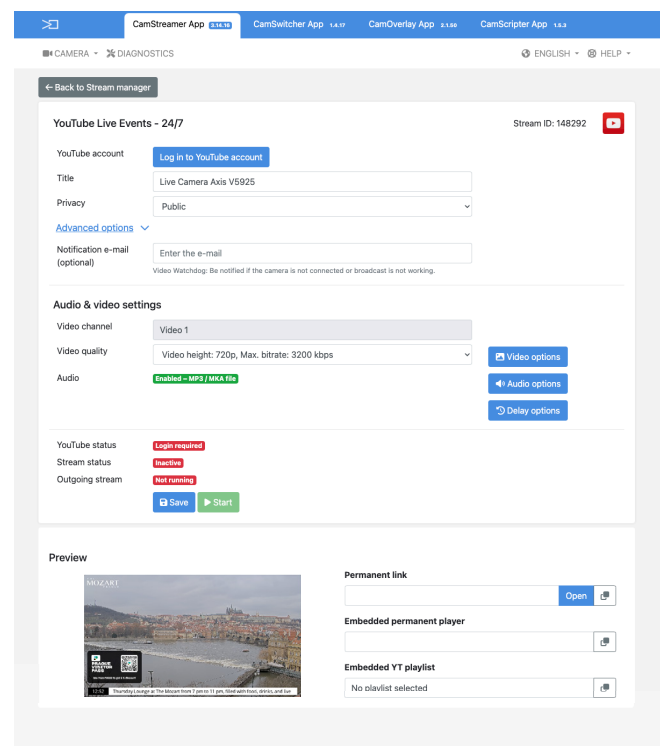 CamStreamer App 3.14.16 CamSwitcher App 1.4.17 CamOverlay App 2.1.50 CamScripter App 1.5.3
CAMERA DIAGNOSTICS ENGLISH HELP
Back to Stream manager
YouTube Live Events - 24/7 Stream ID: 148292
YouTube account Log in to YouTube account
Title Live Camera Axis V5925
Privacy Public
Advanced options
Notification e-mail (optional) Enter the e-mail
Video Watchdog: Be notified if the camera is not connected or broadcast is not working.
Audio & video settings
Video channel Video 1
Video quality Video height: 720p, Max. bitrate: 3200 kbps Video options
Audio Enabled – MP3 / MKA file Audio options
Delay options
YouTube status Login required
Stream status Inactive
Outgoing stream Not running
Save Start
Preview
MOZART
PRAGUE VISITOR PASS
12:52 Thursday Lounge at The Mozart from 7 pm to 11 pm, filled with food, drinks, and live
Permanent link
Open
Embedded permanent player
Embedded YT playlist
No playlist selected